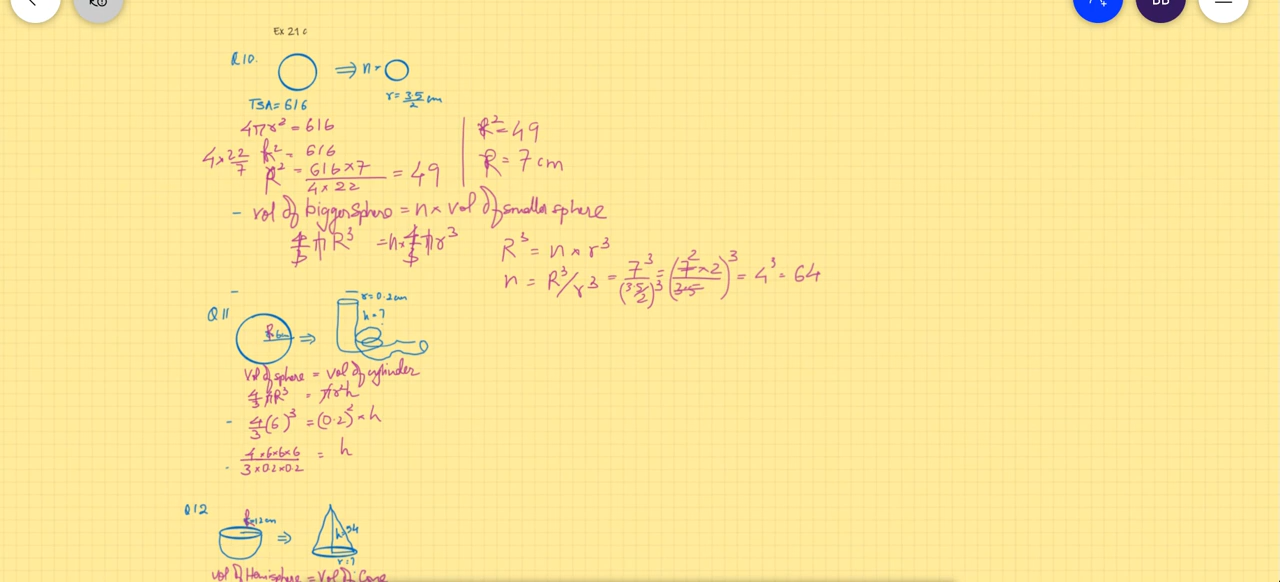 Ex 21c
Q10.
⇒ n ×
r = 3.5/2 cm
TSA = 616
4πr² = 616
4 × 22/7 R² = 616
R² = 616 × 7 / 4 × 22 = 49
R² = 49
R = 7 cm
- vol of bigger sphere = n × vol of smaller sphere
4/3 π R³ = n × 4/3 π r³
R³ = n × r³
n = R³/r³ = 7³/(3.5/2)³ = (7 × 2/3.5)³ = 4³ = 64
Q11
r = 0.2 cm
h = ?
R 6cm ⇒
Vol of sphere = vol of cylinder
4/3 πR³ = πr²h
- 4/3 (6)³ = (0.2)² × h
- 4 × 6 × 6 × 6 / 3 × 0.2 × 0.2 = h
Q12
R = 12 cm
⇒
h = 24
r = ?
vol of Hemisphere = Vol of Cone